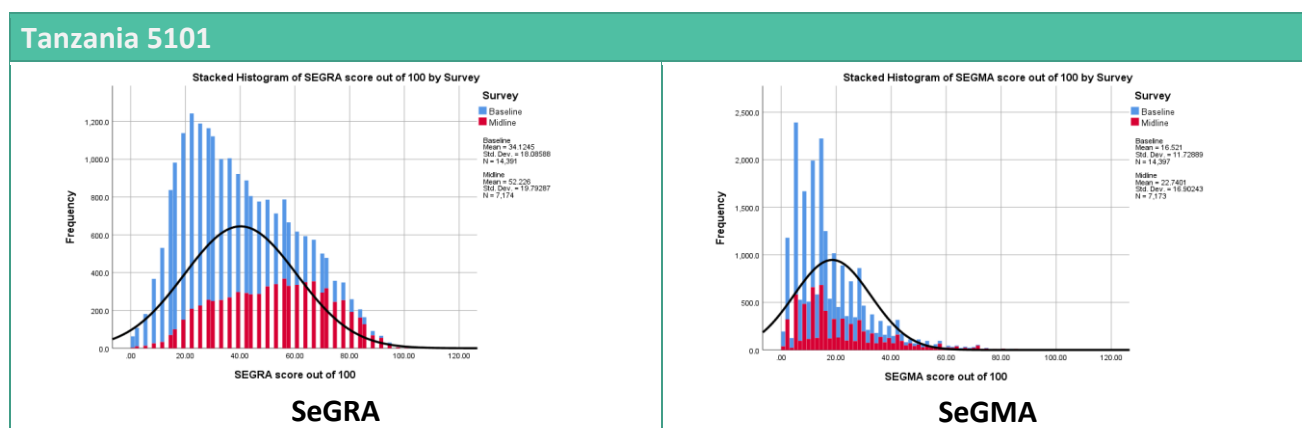 Tanzania 5101
Stacked Histogram of SEGRA score out of 100 by Survey
Survey
Baseline
Midline
Baseline
Mean = 34.1245
Std. Dev. = 18.08588
N = 14,391
Midline
Mean = 52.226
Std. Dev. = 19.79287
N = 7,174
Frequency
1,200.0
1,000.0
800.0
600.0
400.0
200.0
.0
.00 20.00 40.00 60.00 80.00 100.00 120.00
SEGRA score out of 100
SeGRA
Stacked Histogram of SEGMA score out of 100 by Survey
Survey
Baseline
Midline
Baseline
Mean = 16.521
Std. Dev. = 11.72889
N = 14,397
Midline
Mean = 22.7401
Std. Dev. = 16.90243
N = 7,173
Frequency
2,500.0
2,000.0
1,500.0
1,000.0
500.0
.0
.00 20.00 40.00 60.00 80.00 100.00 120.00
SEGMA score out of 100
SeGMA